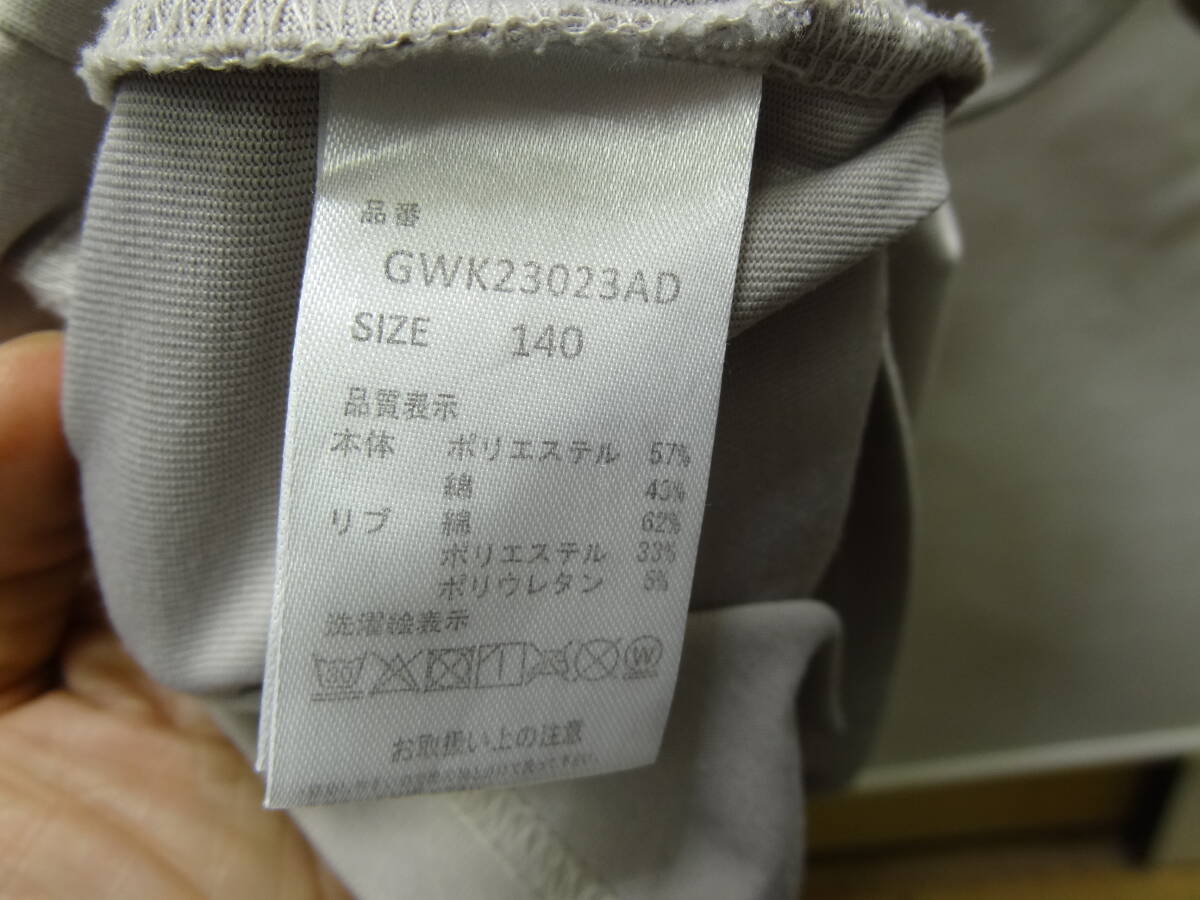 品番
GWK23023AD
SIZE 140
品質表示
本体 ポリエステル 57%
綿 43%
リブ 綿 62%
ポリエステル 33%
ポリウレタン 5%
洗濯絵表示
30 W
お取扱い上の注意